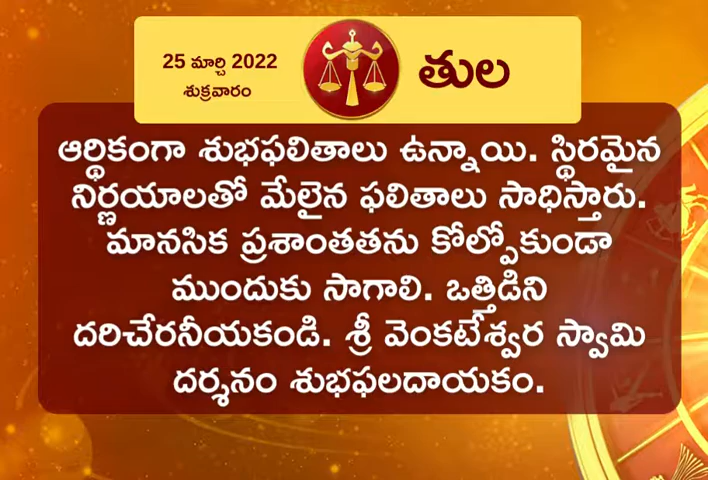 25 మార్చి 2022
శుక్రవారం
తుల
ఆర్థికంగా శుభఫలితాలు ఉన్నాయి. స్థిరమైన
నిర్ణయాలతో మేలైన ఫలితాలు సాధిస్తారు.
మానసిక ప్రశాంతతను కోల్పోకుండా
ముందుకు సాగాలి. ఒత్తిడిని
దరిచేరనీయకండి. శ్రీ వెంకటేశ్వర స్వామి
దర్శనం శుభఫలదాయకం.